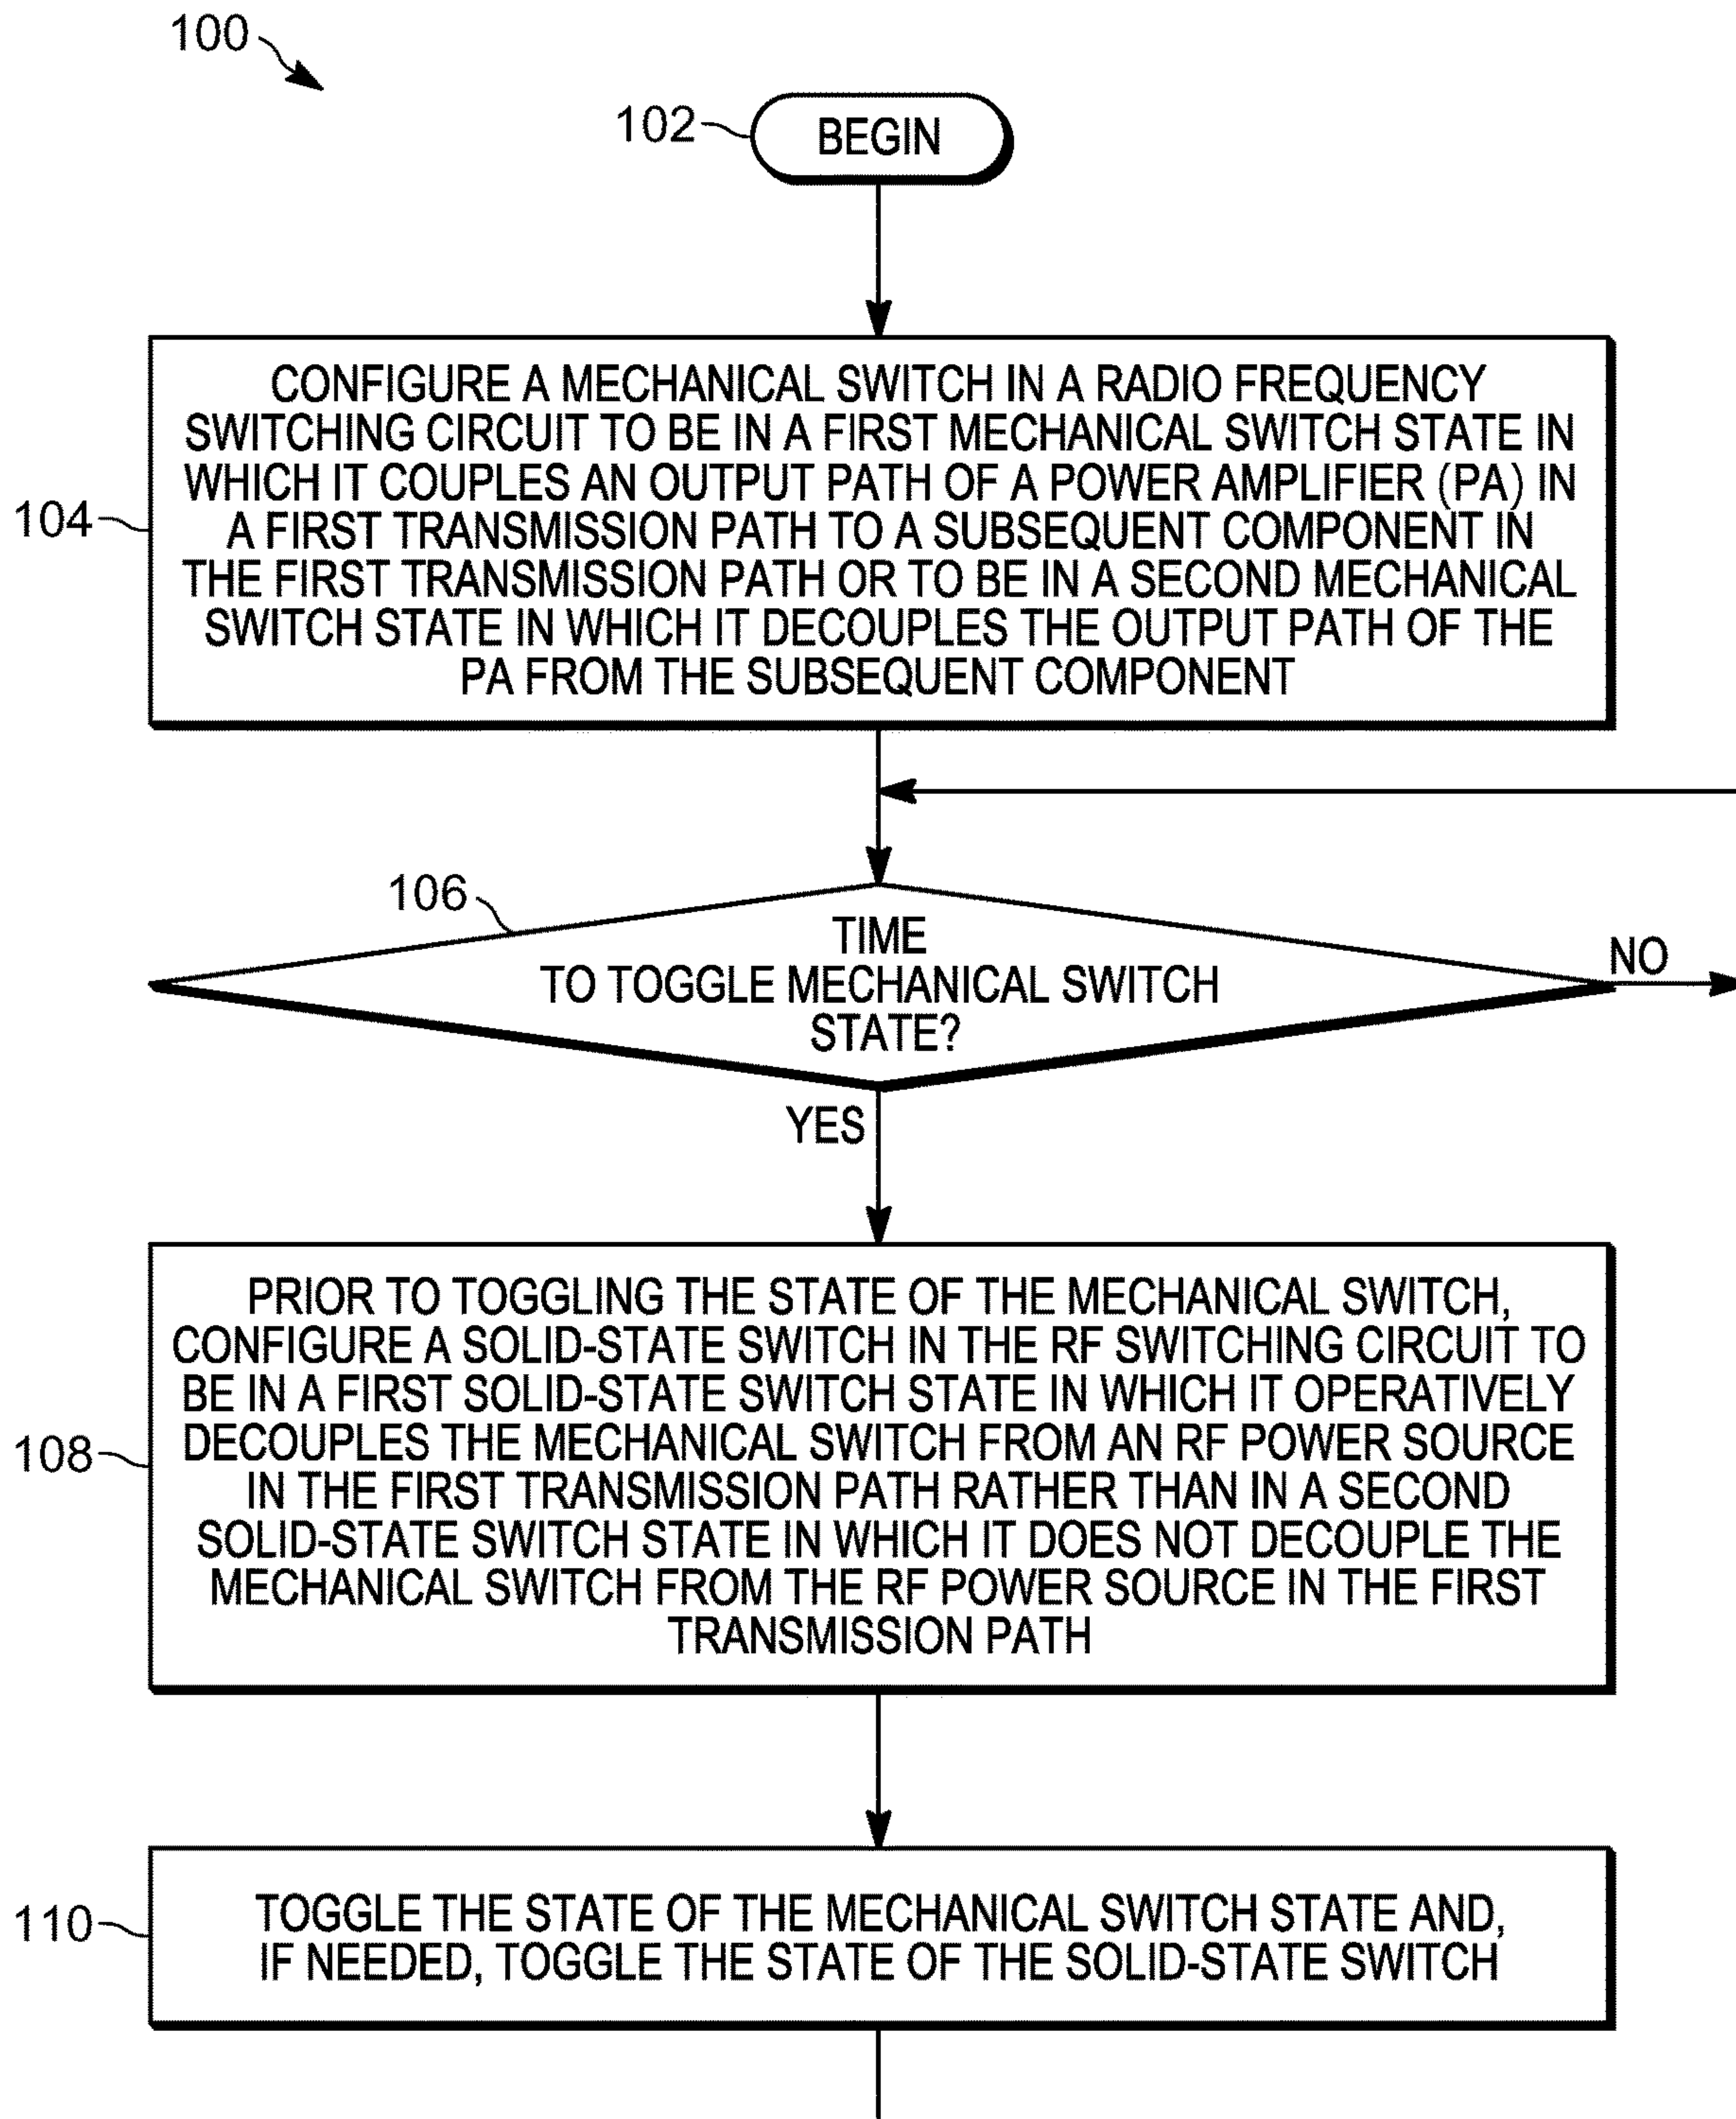 100
102
BEGIN
CONFIGURE A MECHANICAL SWITCH IN A RADIO FREQUENCY
SWITCHING CIRCUIT TO BE IN A FIRST MECHANICAL SWITCH STATE IN
WHICH IT COUPLES AN OUTPUT PATH OF A POWER AMPLIFIER (PA) IN
A FIRST TRANSMISSION PATH TO A SUBSEQUENT COMPONENT IN
THE FIRST TRANSMISSION PATH OR TO BE IN A SECOND MECHANICAL
SWITCH STATE IN WHICH IT DECOUPLES THE OUTPUT PATH OF THE
PA FROM THE SUBSEQUENT COMPONENT
104
106
TIME
TO TOGGLE MECHANICAL SWITCH
STATE?
NO
YES
PRIOR TO TOGGLING THE STATE OF THE MECHANICAL SWITCH,
CONFIGURE A SOLID-STATE SWITCH IN THE RF SWITCHING CIRCUIT TO
BE IN A FIRST SOLID-STATE SWITCH STATE IN WHICH IT OPERATIVELY
DECOUPLES THE MECHANICAL SWITCH FROM AN RF POWER SOURCE
IN THE FIRST TRANSMISSION PATH RATHER THAN IN A SECOND
SOLID-STATE SWITCH STATE IN WHICH IT DOES NOT DECOUPLE THE
MECHANICAL SWITCH FROM THE RF POWER SOURCE IN THE FIRST
TRANSMISSION PATH
108
TOGGLE THE STATE OF THE MECHANICAL SWITCH STATE AND,
IF NEEDED, TOGGLE THE STATE OF THE SOLID-STATE SWITCH
110